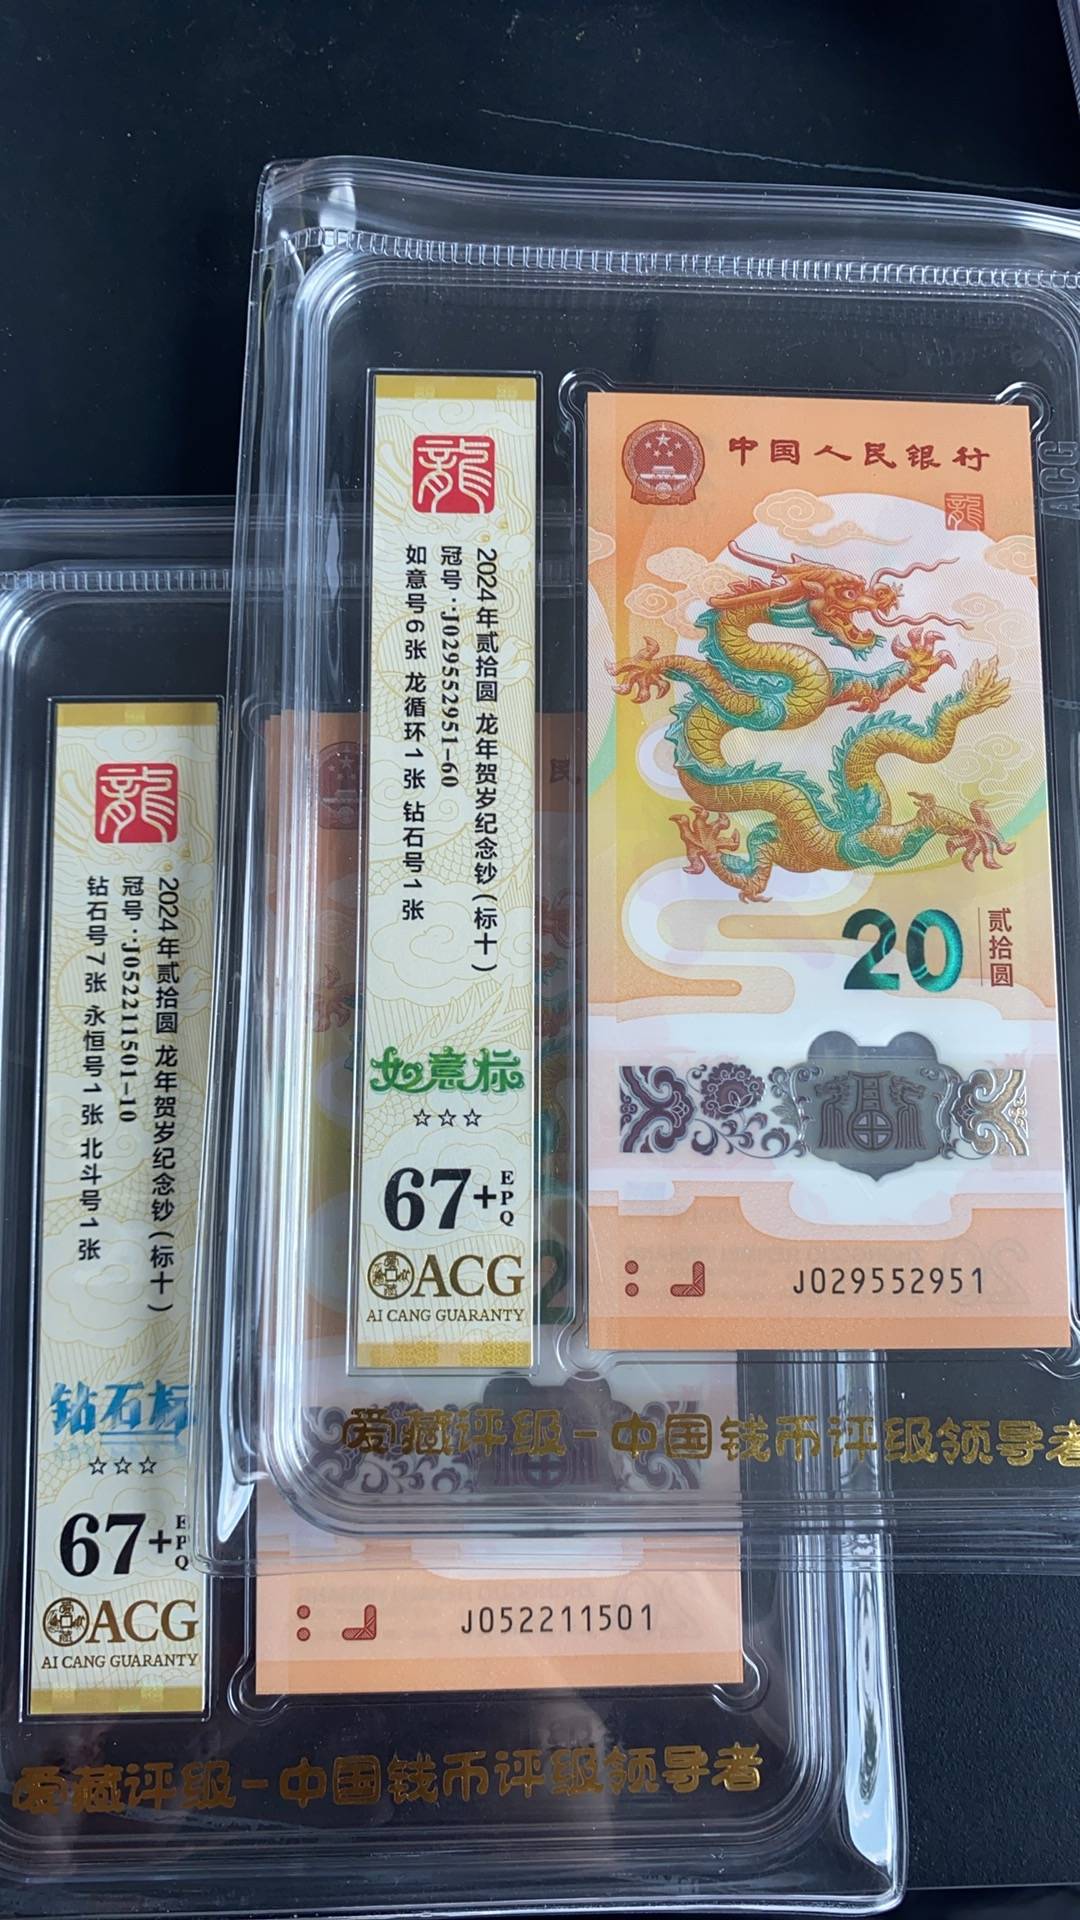 龍
2024年贰拾圆 龙年贺岁纪念钞（标十）
冠号：J029552951-60
如意号6张 龙循环1张 钻石号1张
如意标
☆☆☆
67+
EPQ
ACG
AI CANG GUARANTY
中国人民银行
龍
20
贰拾圆
J029552951
ACG
爱藏评级-中国钱币评级领导者
龍
2024年贰拾圆 龙年贺岁纪念钞（标十）
冠号：J052211501-10
钻石号7张 永恒号1张 北斗号1张
钻石标
☆☆☆
67+
EPQ
ACG
AI CANG GUARANTY
民
2
J052211501
爱藏评级-中国钱币评级领导者